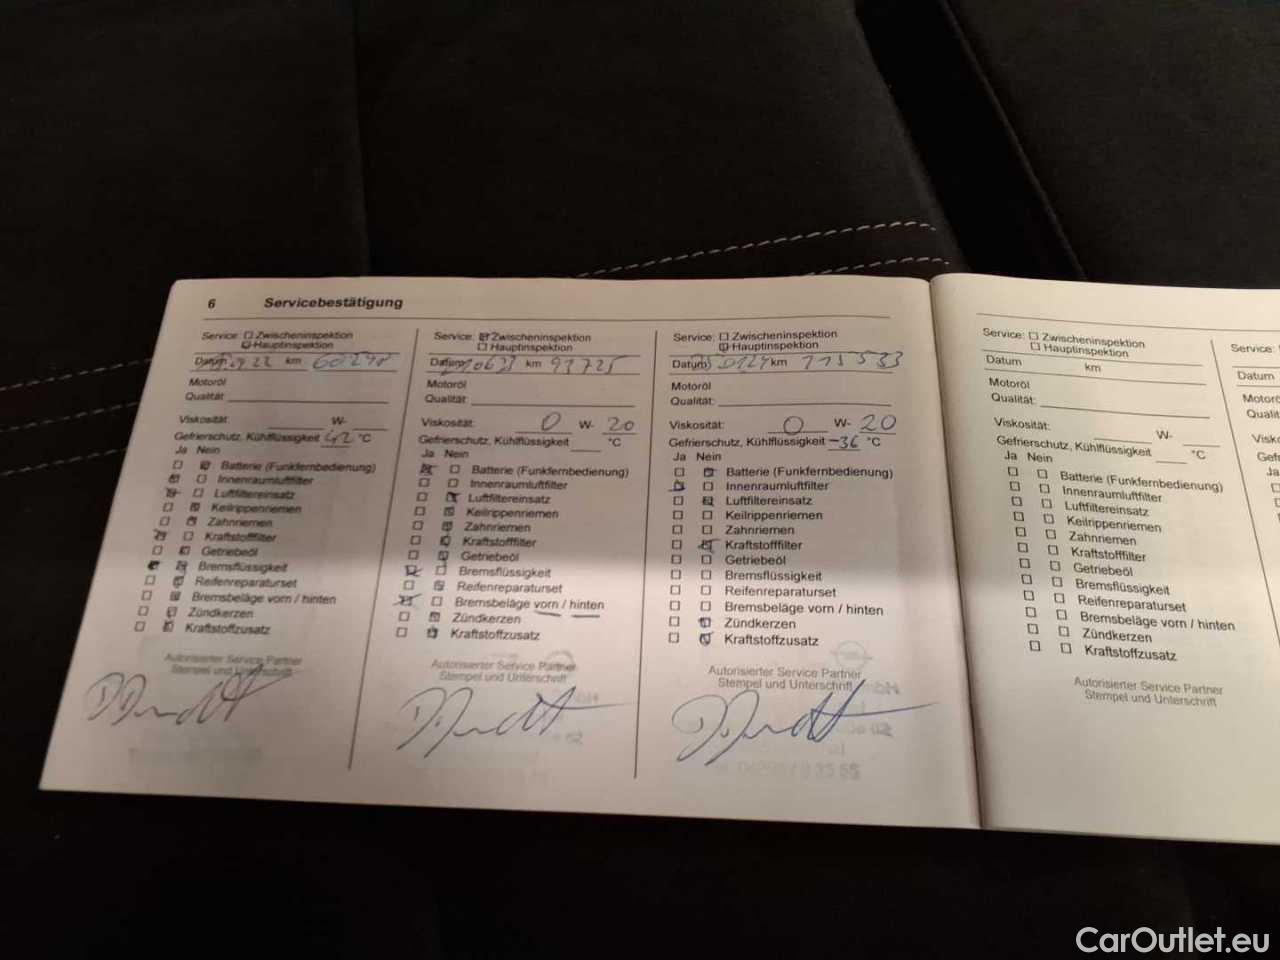 6 Servicebestätigung
Service: Zwischeninspektion
Hauptinspektion
Datum 22 km
Motoröl
Qualität:
Viskosität: W-
Gefrierschutz, Kühlflüssigkeit 42 °C
Ja Nein
Batterie (Funkfernbedienung)
Innenraumluftfilter
Luftfiltereinsatz
Keilrippenriemen
Zahnriemen
Kraftstofffilter
Getriebeöl
Bremsflüssigkeit
Reifenreparaturset
Bremsbeläge vorn / hinten
Zündkerzen
Kraftstoffzusatz
Autorisierter Service Partner
Stempel und Unterschrift
Service: Zwischeninspektion
Hauptinspektion
Datum km 93725
Motoröl
Qualität:
Viskosität: 0 W- 20
Gefrierschutz, Kühlflüssigkeit °C
Ja Nein
Batterie (Funkfernbedienung)
Innenraumluftfilter
Luftfiltereinsatz
Keilrippenriemen
Zahnriemen
Kraftstofffilter
Getriebeöl
Bremsflüssigkeit
Reifenreparaturset
Bremsbeläge vorn / hinten
Zündkerzen
Kraftstoffzusatz
Autorisierter Service Partner
Stempel und Unterschrift
Service: Zwischeninspektion
Hauptinspektion
Datum km 115533
Motoröl
Qualität:
Viskosität: 0 W- 20
Gefrierschutz, Kühlflüssigkeit -36 °C
Ja Nein
Batterie (Funkfernbedienung)
Innenraumluftfilter
Luftfiltereinsatz
Keilrippenriemen
Zahnriemen
Kraftstofffilter
Getriebeöl
Bremsflüssigkeit
Reifenreparaturset
Bremsbeläge vorn / hinten
Zündkerzen
Kraftstoffzusatz
Autorisierter Service Partner
Stempel und Unterschrift
Service: Zwischeninspektion
Hauptinspektion
Datum km
Motoröl
Qualität:
Viskosität: W-
Gefrierschutz, Kühlflüssigkeit °C
Ja Nein
Batterie (Funkfernbedienung)
Innenraumluftfilter
Luftfiltereinsatz
Keilrippenriemen
Zahnriemen
Kraftstofffilter
Getriebeöl
Bremsflüssigkeit
Reifenreparaturset
Bremsbeläge vorn / hinten
Zündkerzen
Kraftstoffzusatz
Autorisierter Service Partner
Stempel und Unterschrift
Service:
Datum
CarOutlet.eu